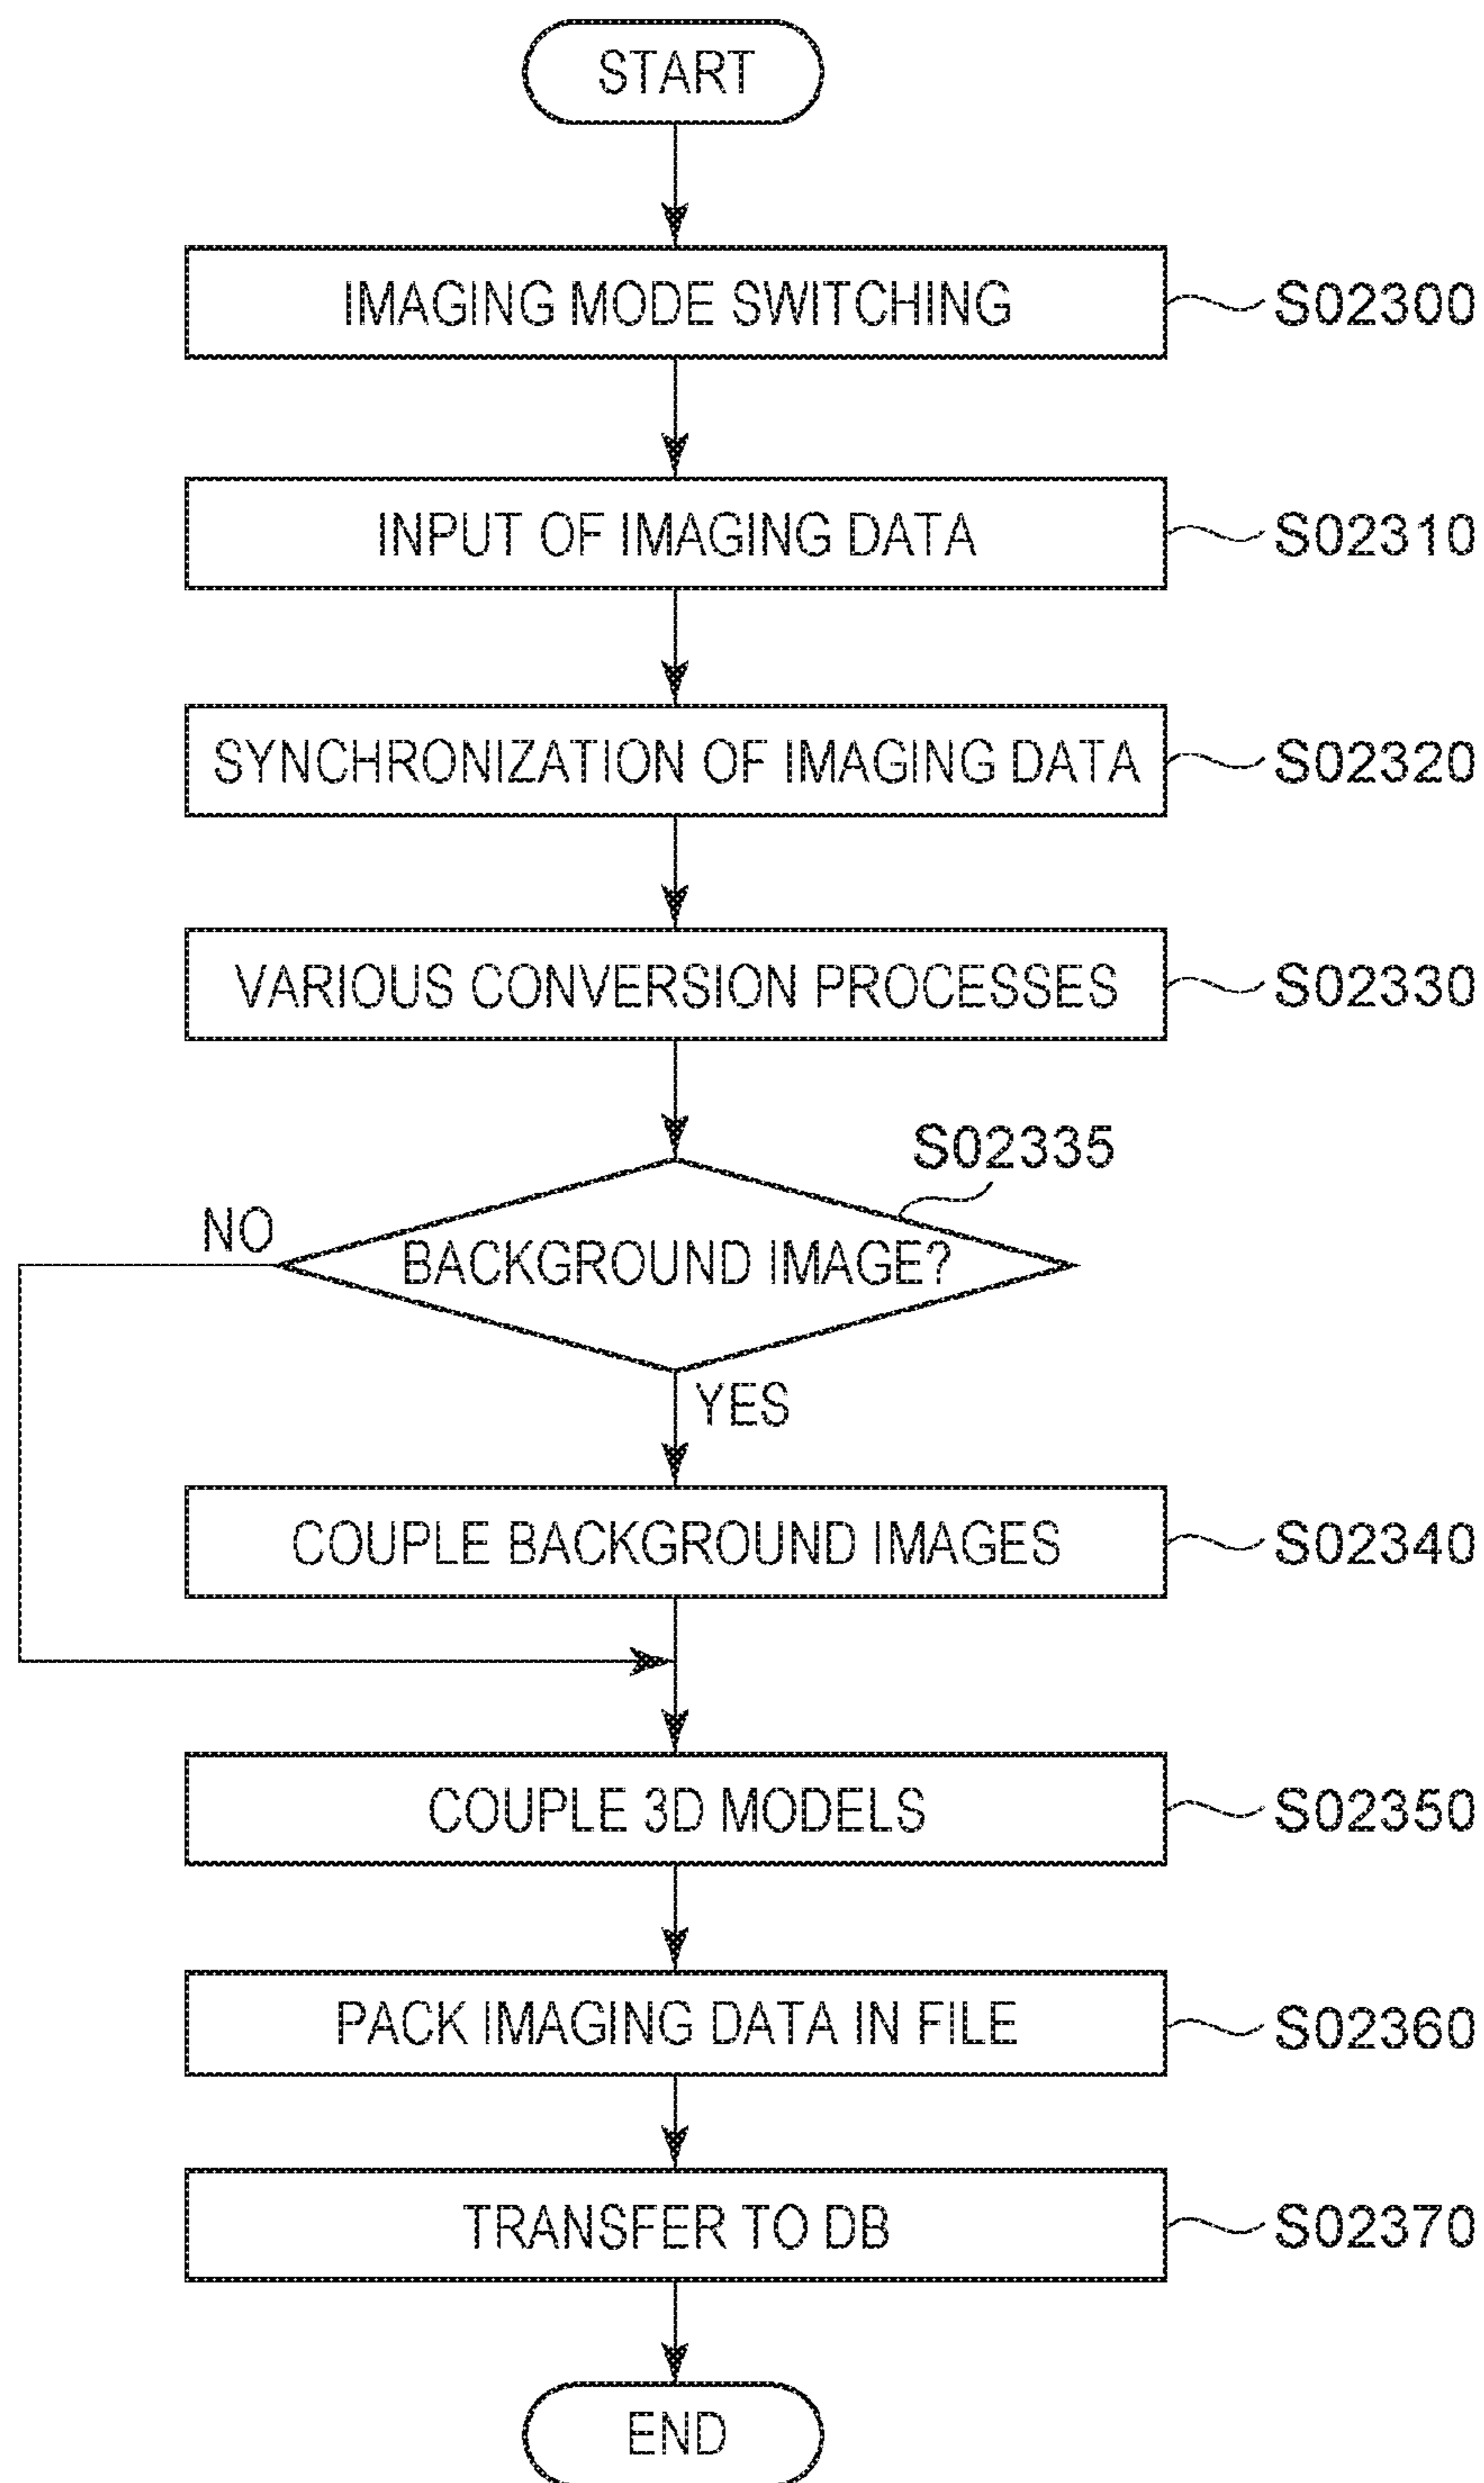 START
IMAGING MODE SWITCHING
S02300
INPUT OF IMAGING DATA
S02310
SYNCHRONIZATION OF IMAGING DATA
S02320
VARIOUS CONVERSION PROCESSES
S02330
S02335
NO
BACKGROUND IMAGE?
YES
COUPLE BACKGROUND IMAGES
S02340
COUPLE 3D MODELS
S02350
PACK IMAGING DATA IN FILE
S02360
TRANSFER TO DB
S02370
END